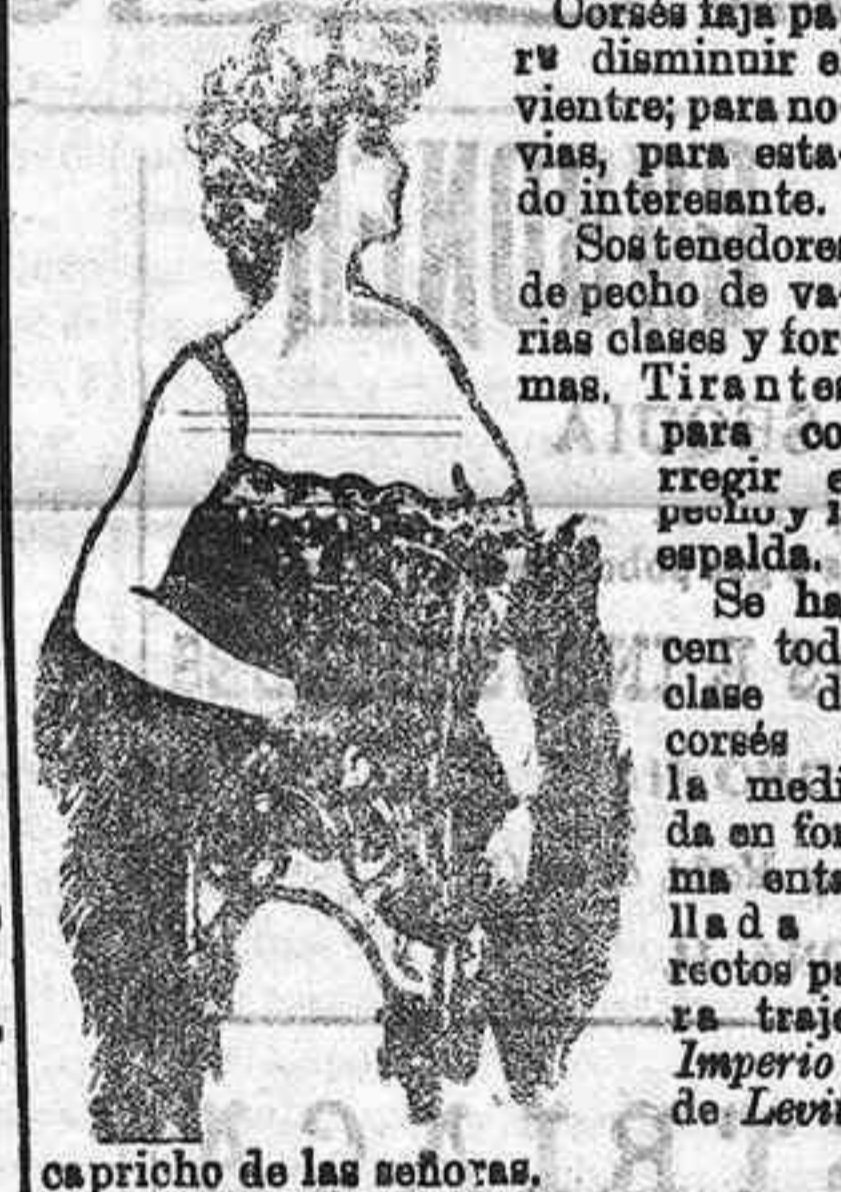 Corsés faja pa
r disminuir e
vientre; para no-
vias, para esta-
do interesante.
Sostenedores
de pecho de va-
rias clases y for
mas. Tirantes
para co
rregir e
pecho y l
espalda.
Se ha
cen tod
clase d
corsés
la medi
da en for
ma enta
llada
rectos pa
ra traje
Imperio
de Levit
capricho de las señoras.